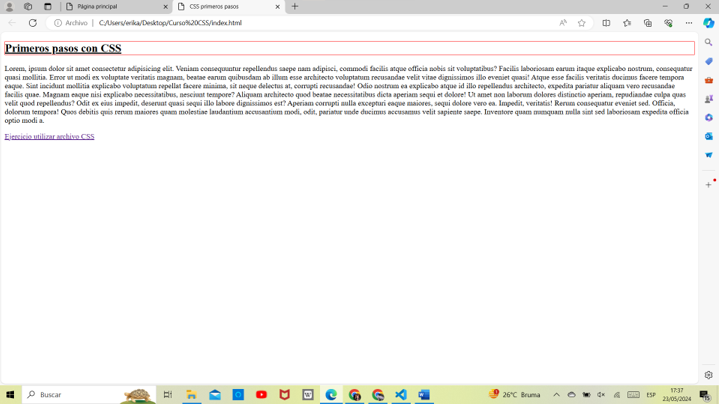 Página principal
CSS primeros pasos
Archivo
C:/Users/erika/Desktop/Curso%20CSS/index.html
Primeros pasos con CSS
Lorem, ipsum dolor sit amet consectetur adipisicing elit. Veniam consequuntur repellendus saepe nam adipisci, commodi facilis atque officia nobis sit voluptatibus? Facilis laboriosam earum itaque explicabo nostrum, consequatur
quasi mollitia. Error ut modi ex voluptate veritatis magnam, beatae earum quibusdam ab illum esse architecto voluptatum recusandae velit vitae dignissimos illo eveniet quasi! Atque esse facilis veritatis ducimus facere tempora
eaque. Sint incidunt mollitia explicabo voluptatum repellat facere minima, sit neque delectus at, corrupti recusandae! Odio nostrum ea explicabo atque id illo repellendus architecto, expedita pariatur aliquam vero recusandae
facilis quae. Magnam eaque nisi explicabo necessitatibus, nesciunt tempore? Aliquam architecto quod beatae necessitatibus dicta aperiam sequi et dolore! Ut amet non laborum dolores distinctio aperiam, repudiandae culpa quas
velit quod repellendus? Odit ex eius impedit, deserunt quasi sequi illo labore dignissimos est? Aperiam corrupti nulla excepturi eaque maiores, sequi dolore vero ea. Impedit, veritatis! Rerum consequatur eveniet sed. Officia,
dolorum tempora! Quos debitis quis rerum maiores quam molestiae laudantium accusantium modi, odit, pariatur unde ducimus accusamus velit sapiente saepe. Inventore quam numquam nulla sint sed laboriosam expedita officia
optio modi a.
Ejercicio utilizar archivo CSS
Buscar
26°C Bruma
ESP
17:37
23/05/2024